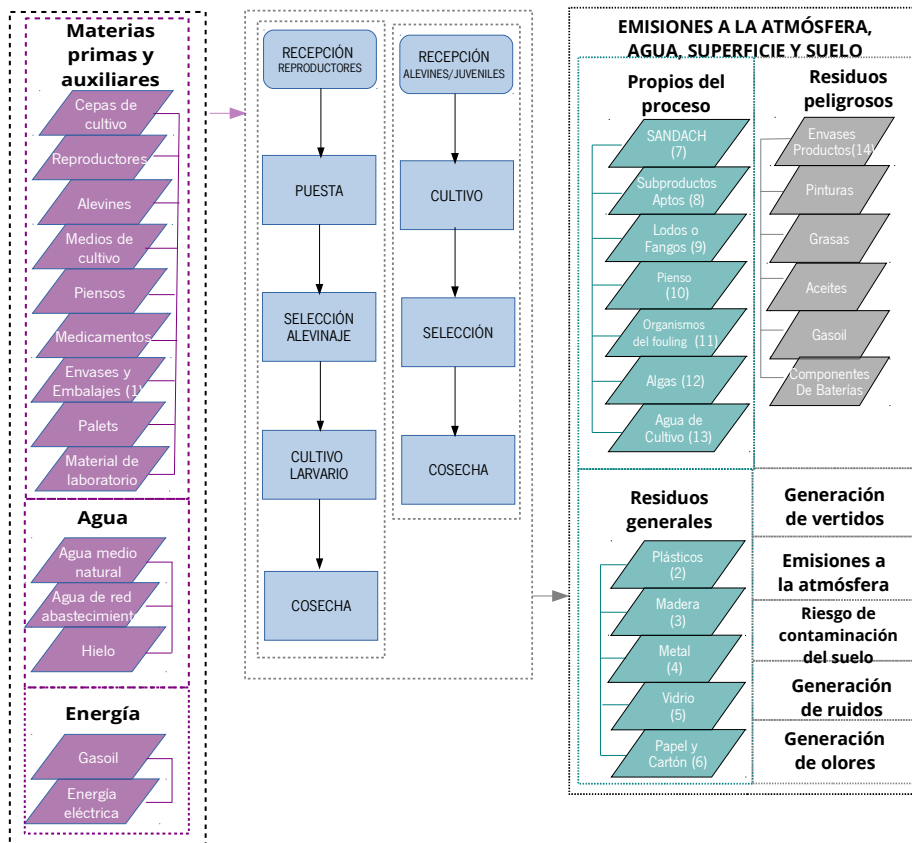 Materias
primas y
auxiliares
Cepas de
cultivo
Reproductores
Alevines
Medios de
cultivo
Piensos
Medicamentos
Envases y
Embalajes (1)
Palets
Material de
laboratorio
Agua
Agua medio
natural
Agua de red
abastecimiento
Hielo
Energía
Gasoil
Energía
eléctrica
RECEPCIÓN
REPRODUCTORES
PUESTA
SELECCIÓN
ALEVINAJE
CULTIVO
LARVARIO
COSECHA
RECEPCIÓN
ALEVINES/JUVENILES
CULTIVO
SELECCIÓN
COSECHA
EMISIONES A LA ATMÓSFERA,
AGUA, SUPERFICIE Y SUELO
Propios del
proceso
SANDACH
(7)
Subproductos
Aptos (8)
Lodos o
Fangos (9)
Pienso
(10)
Organismos
del fouling (11)
Algas (12)
Agua de
Cultivo (13)
Residuos
peligrosos
Envases
Productos(14)
Pinturas
Grasas
Aceites
Gasoil
Componentes
De Baterías
Residuos
generales
Plásticos
(2)
Madera
(3)
Metal
(4)
Vidrio
(5)
Papel y
Cartón (6)
Generación
de vertidos
Emisiones a
la atmósfera
Riesgo de
contaminación
del suelo
Generación
de ruidos
Generación
de olores